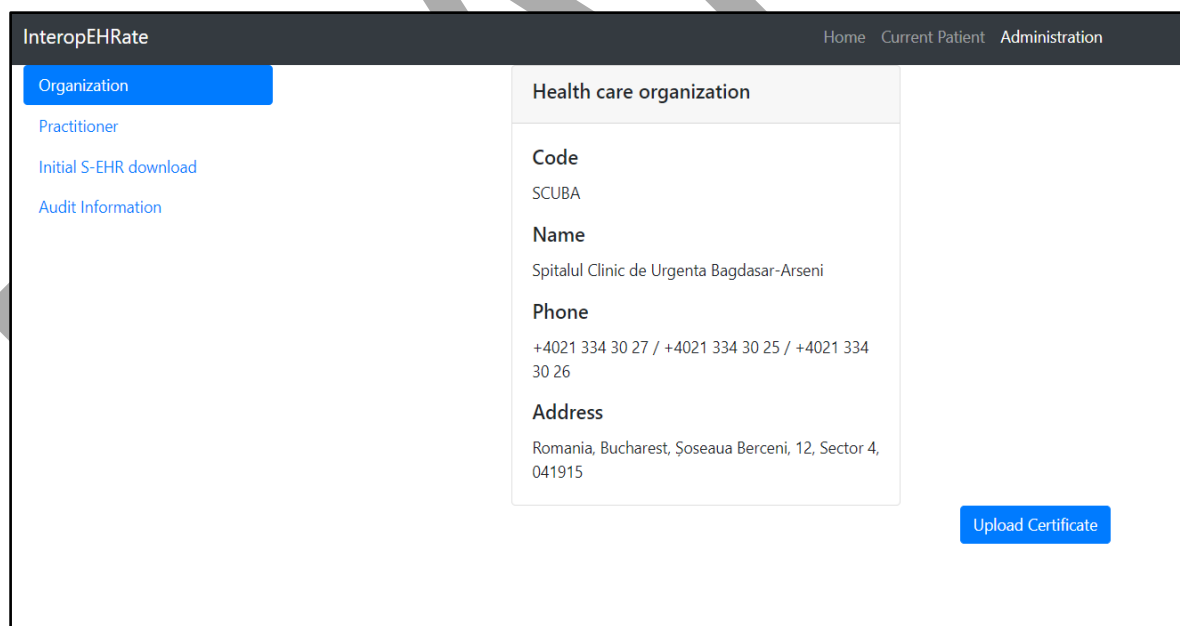 InteropEHRate
Home Current Patient Administration
Organization
Practitioner
Initial S-EHR download
Audit Information
Health care organization
Code
SCUBA
Name
Spitalul Clinic de Urgenta Bagdasar-Arseni
Phone
+4021 334 30 27 / +4021 334 30 25 / +4021 334
30 26
Address
Romania, Bucharest, Șoseaua Berceni, 12, Sector 4,
041915
Upload Certificate